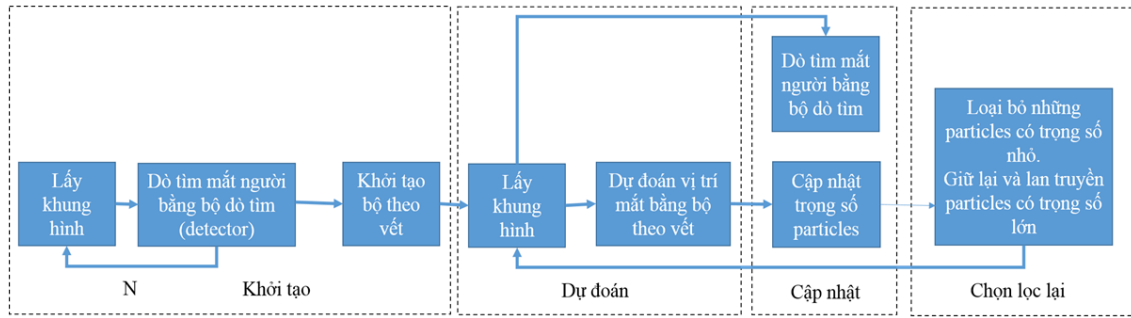 Lấy
khung
hình
Dò tìm mắt người
bằng bộ dò tìm
(detector)
Khởi tạo
bộ theo
vết
N
Khởi tạo
Lấy
khung
hình
Dự đoán vị trí
mắt bằng bộ
theo vết
Dự đoán
Dò tìm mắt
người bằng
bộ dò tìm
Cập nhật
trọng số
particles
Cập nhật
Loại bỏ những
particles có trọng số
nhỏ.
Giữ lại và lan truyền
particles có trọng số
lớn
Chọn lọc lại